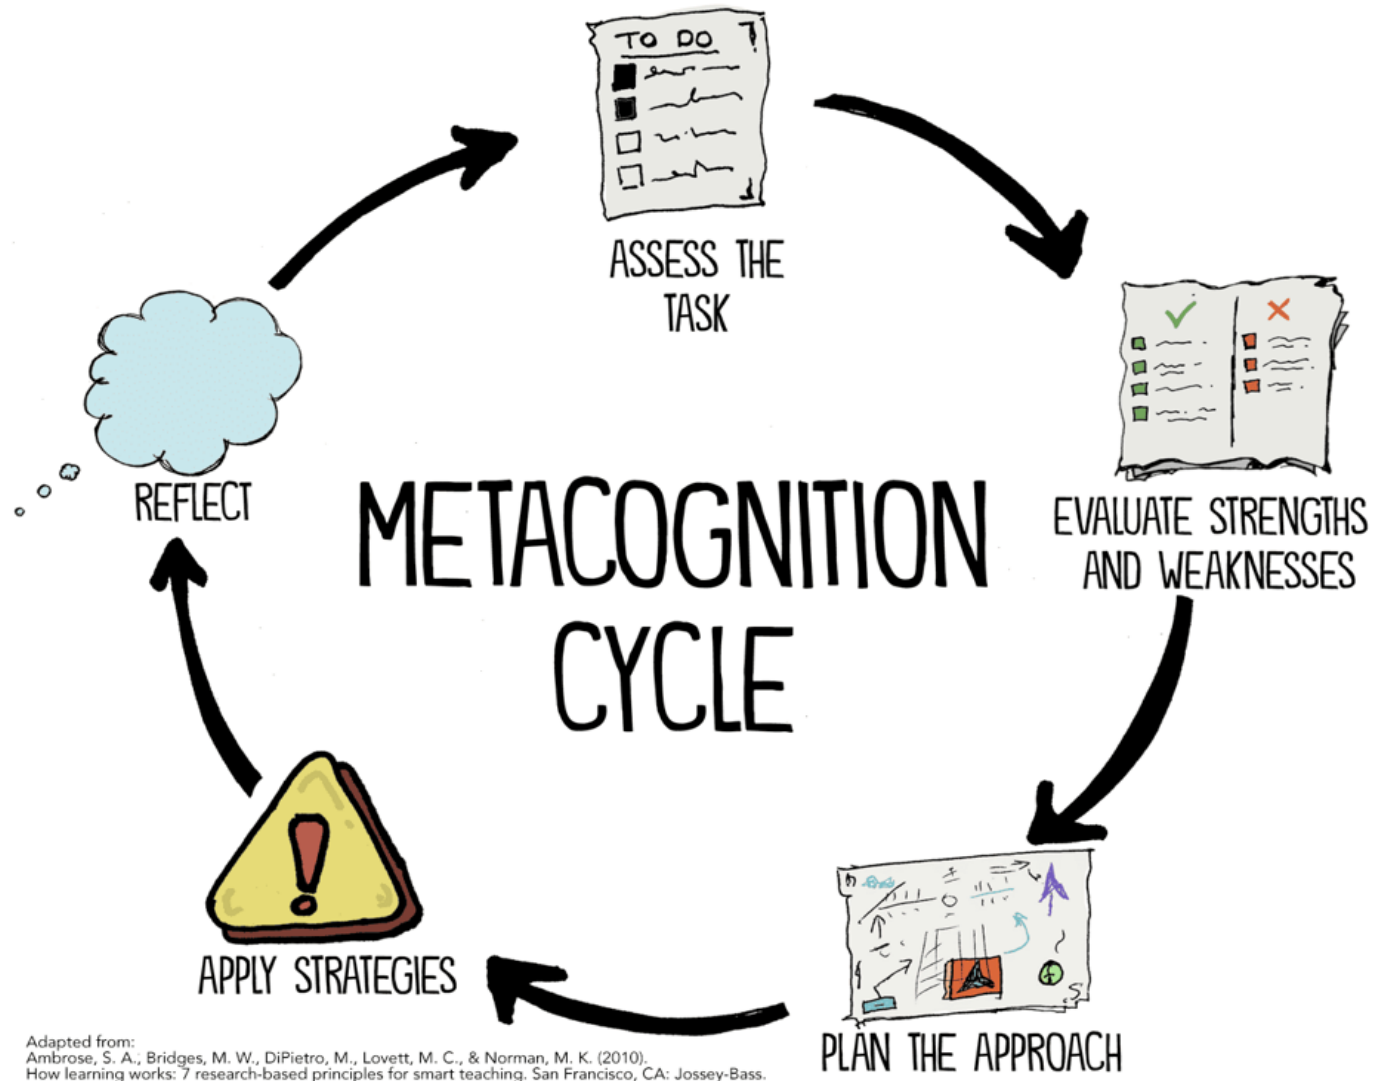 TO DO
ASSESS THE
TASK
EVALUATE STRENGTHS
AND WEAKNESSES
PLAN THE APPROACH
APPLY STRATEGIES
REFLECT
METACOGNITION
CYCLE
Adapted from:
Ambrose, S. A., Bridges, M. W., DiPietro, M., Lovett, M. C., & Norman, M. K. (2010).
How learning works: 7 research-based principles for smart teaching. San Francisco, CA: Jossey-Bass.